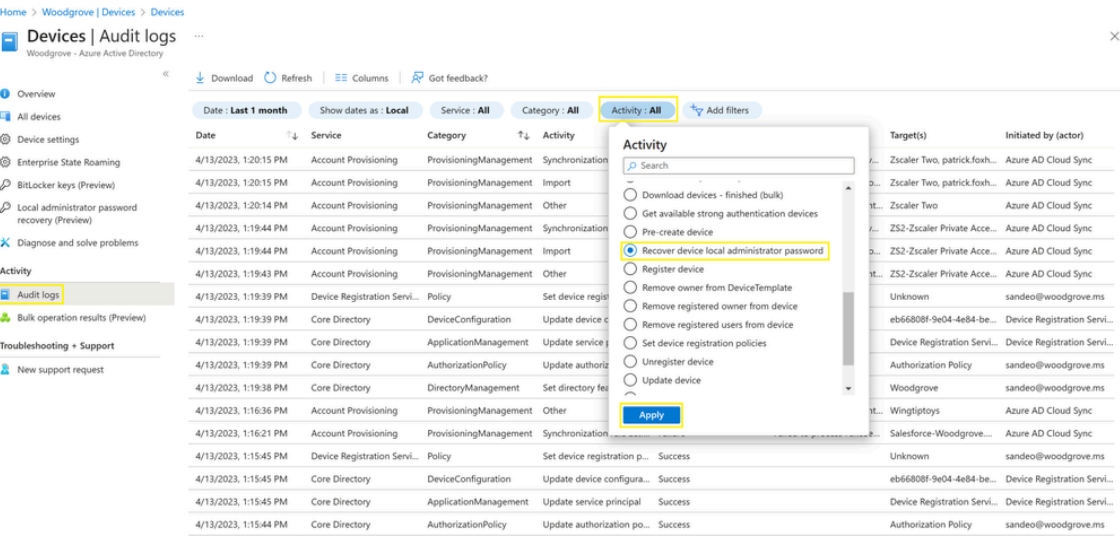 Home > Woodgrove | Devices > Devices
Devices | Audit logs ...
Woodgrove - Azure Active Directory
Overview
All devices
Device settings
Enterprise State Roaming
BitLocker keys (Preview)
Local administrator password
recovery (Preview)
Diagnose and solve problems
Activity
Audit logs
Bulk operation results (Preview)
Troubleshooting + Support
New support request
Download Refresh Columns Got feedback?
Date : Last 1 month Show dates as : Local Service : All Category : All Activity : All Add filters
Date Service Category Activity Target(s) Initiated by (actor)
4/13/2023, 1:20:15 PM Account Provisioning ProvisioningManagement Synchronization Zscaler Two, patrick.foxh... Azure AD Cloud Sync
4/13/2023, 1:20:15 PM Account Provisioning ProvisioningManagement Import Zscaler Two, patrick.foxh... Azure AD Cloud Sync
4/13/2023, 1:20:14 PM Account Provisioning ProvisioningManagement Other Zscaler Two Azure AD Cloud Sync
4/13/2023, 1:19:44 PM Account Provisioning ProvisioningManagement Synchronization ZS2-Zscaler Private Acce... Azure AD Cloud Sync
4/13/2023, 1:19:44 PM Account Provisioning ProvisioningManagement Import ZS2-Zscaler Private Acce... Azure AD Cloud Sync
4/13/2023, 1:19:43 PM Account Provisioning ProvisioningManagement Other ZS2-Zscaler Private Acce... Azure AD Cloud Sync
4/13/2023, 1:19:39 PM Device Registration Servi... Policy Set device regist Unknown sandeo@woodgrove.ms
4/13/2023, 1:19:39 PM Core Directory DeviceConfiguration Update device c eb66808f-9e04-4e84-be... Device Registration Servi...
4/13/2023, 1:19:39 PM Core Directory ApplicationManagement Update service p Device Registration Servi... Device Registration Servi...
4/13/2023, 1:19:39 PM Core Directory AuthorizationPolicy Update authoriz Authorization Policy sandeo@woodgrove.ms
4/13/2023, 1:19:38 PM Core Directory DirectoryManagement Set directory fea Woodgrove sandeo@woodgrove.ms
4/13/2023, 1:16:36 PM Account Provisioning ProvisioningManagement Other Wingtiptoys Azure AD Cloud Sync
4/13/2023, 1:16:21 PM Account Provisioning ProvisioningManagement Synchronization Salesforce-Woodgrove.... Azure AD Cloud Sync
4/13/2023, 1:15:45 PM Device Registration Servi... Policy Set device registration p... Success Unknown sandeo@woodgrove.ms
4/13/2023, 1:15:45 PM Core Directory DeviceConfiguration Update device configura... Success eb66808f-9e04-4e84-be... Device Registration Servi...
4/13/2023, 1:15:45 PM Core Directory ApplicationManagement Update service principal Success Device Registration Servi... Device Registration Servi...
4/13/2023, 1:15:44 PM Core Directory AuthorizationPolicy Update authorization po... Success Authorization Policy sandeo@woodgrove.ms
Activity
Search
Download devices - finished (bulk)
Get available strong authentication devices
Pre-create device
Recover device local administrator password
Register device
Remove owner from DeviceTemplate
Remove registered owner from device
Remove registered users from device
Set device registration policies
Unregister device
Update device
Apply